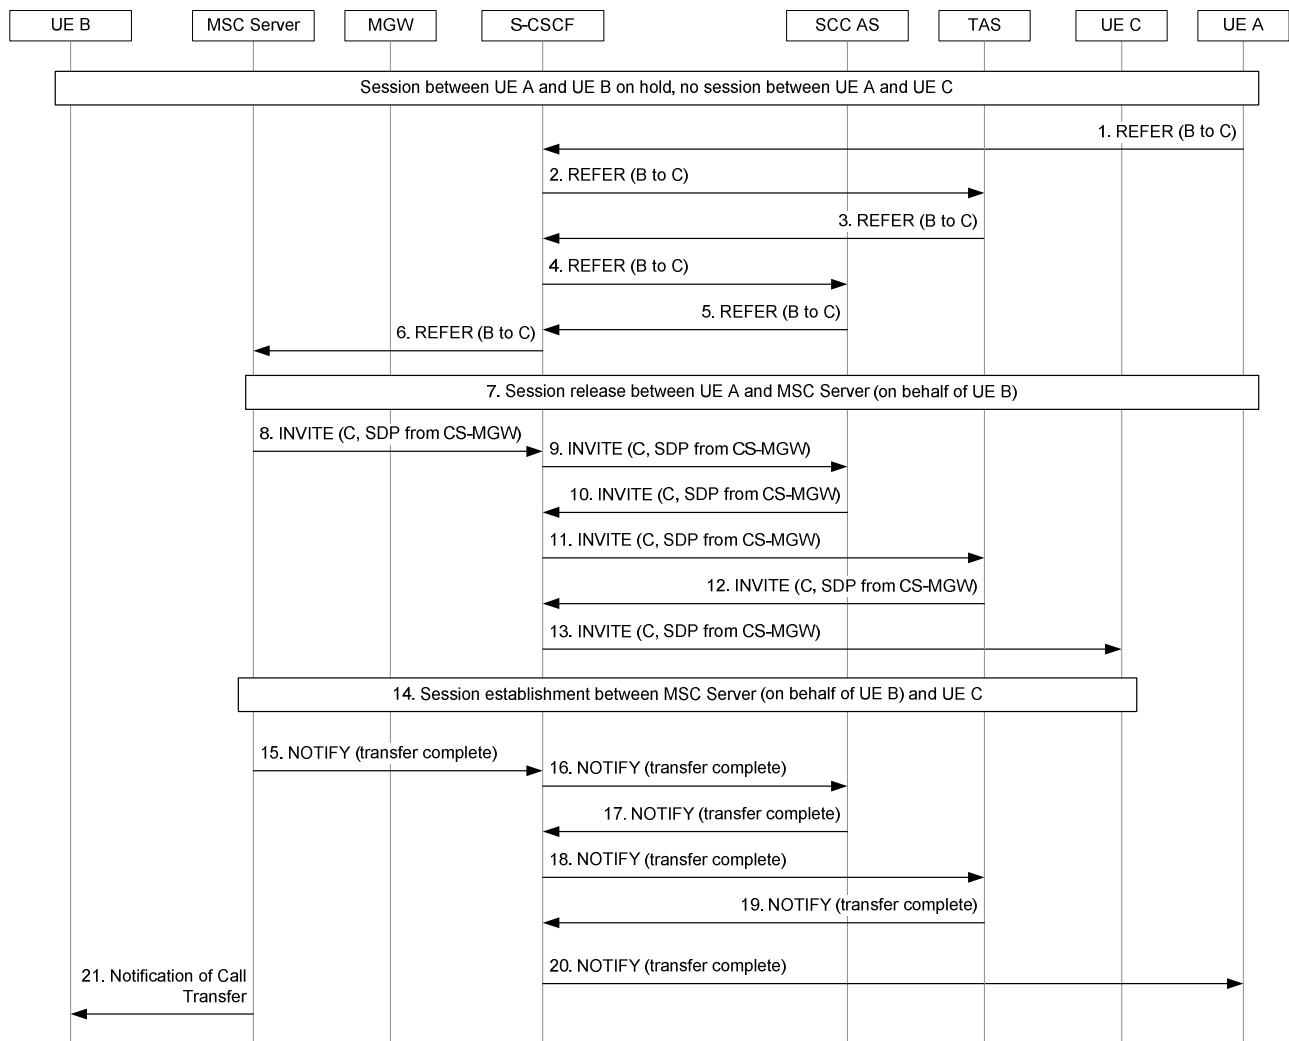 UE B
MSC Server
MGW
S-CSCF
SCC AS
TAS
UE C
UE A
Session between UE A and UE B on hold, no session between UE A and UE C
1. REFER (B to C)
2. REFER (B to C)
3. REFER (B to C)
4. REFER (B to C)
5. REFER (B to C)
6. REFER (B to C)
7. Session release between UE A and MSC Server (on behalf of UE B)
8. INVITE (C, SDP from CS-MGW)
9. INVITE (C, SDP from CS-MGW)
10. INVITE (C, SDP from CS-MGW)
11. INVITE (C, SDP from CS-MGW)
12. INVITE (C, SDP from CS-MGW)
13. INVITE (C, SDP from CS-MGW)
14. Session establishment between MSC Server (on behalf of UE B) and UE C
15. NOTIFY (transfer complete)
16. NOTIFY (transfer complete)
17. NOTIFY (transfer complete)
18. NOTIFY (transfer complete)
19. NOTIFY (transfer complete)
20. NOTIFY (transfer complete)
21. Notification of Call
Transfer